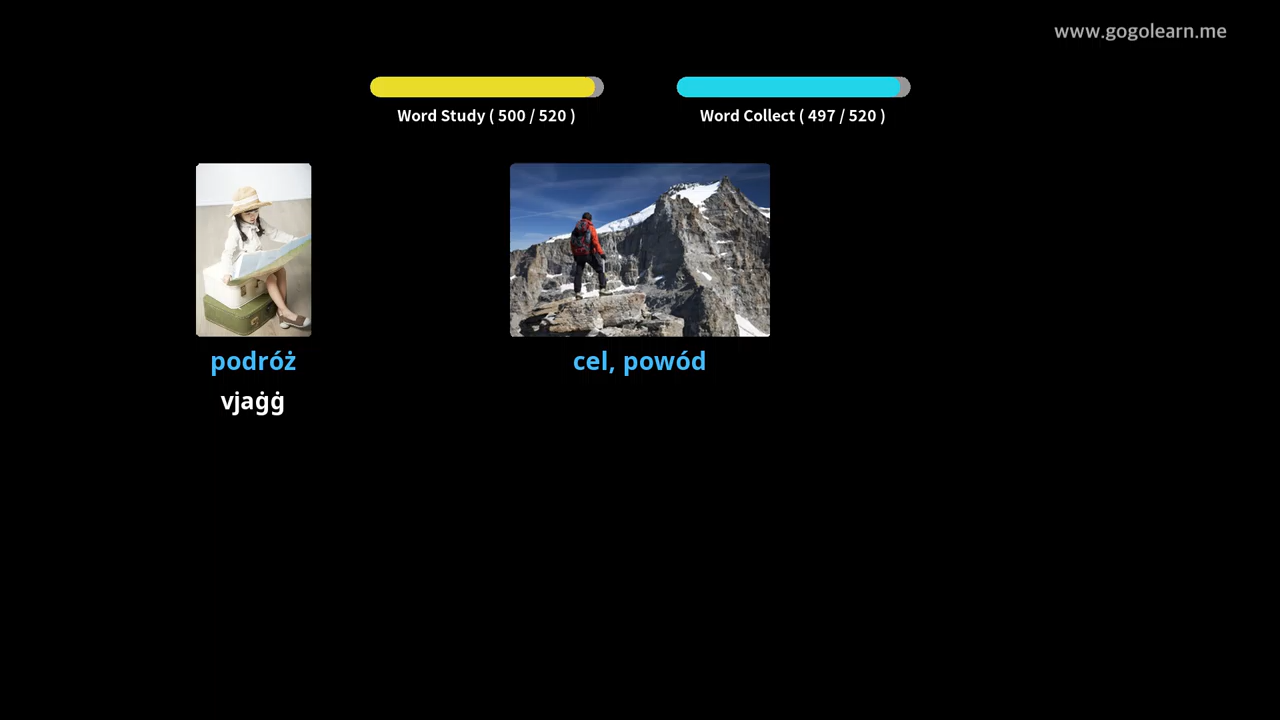 www.gogolearn.me
Word Study ( 500 / 520 )
Word Collect ( 497 / 520 )
podróż
cel, powód
vjaġġ